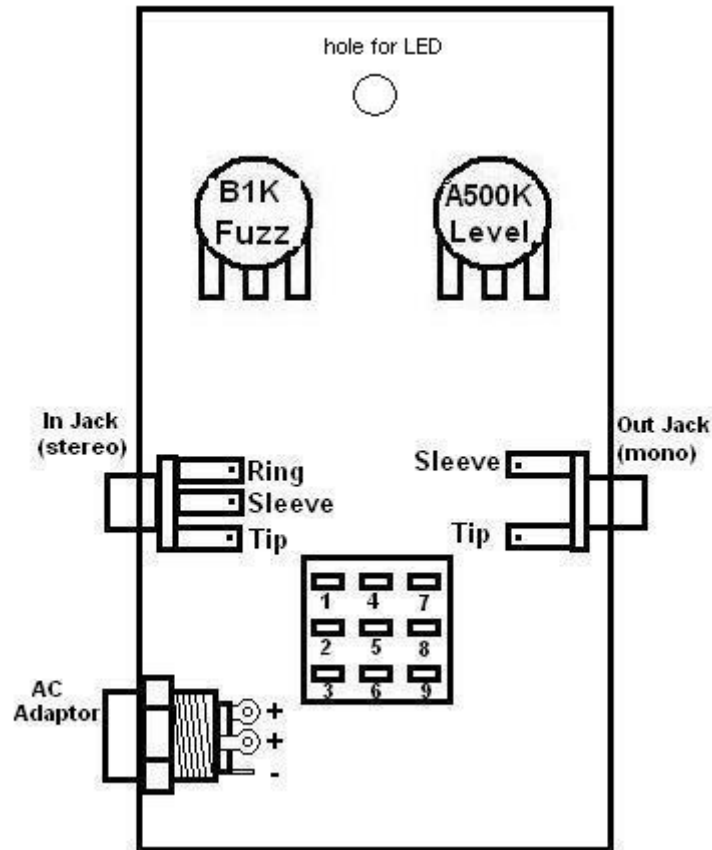 hole for LED
B1K
Fuzz
A500K
Level
In Jack
(stereo)
Ring
Sleeve
Tip
Out Jack
(mono)
Sleeve
Tip
1 4 7
2 5 8
3 6 9
AC
Adaptor
+
+
-